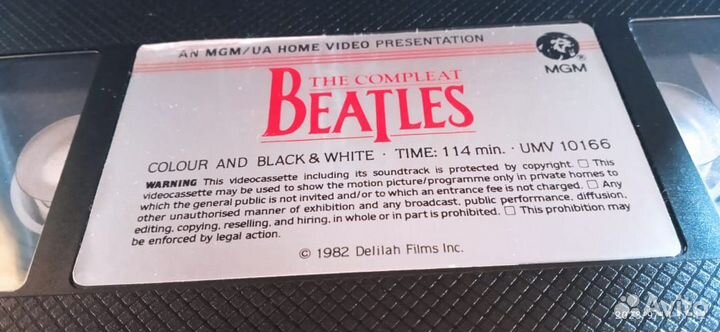 AN MGM/UA HOME VIDEO PRESENTATION
MGM
THE COMPLEAT
BEATLES
COLOUR AND BLACK & WHITE · TIME: 114 min. · UMV 10166
WARNING This videocassette including its soundtrack is protected by copyright. □ This
videocassette may be used to show the motion picture/programme only in private homes to
which the general public is not invited and/or to which an entrance fee is not charged. □ Any
other unauthorised manner of exhibition and any broadcast, public performance, diffusion,
editing, copying, reselling, and hiring, in whole or in part is prohibited. □ This prohibition may
be enforced by legal action.
© 1982 Delilah Films Inc.
Avito